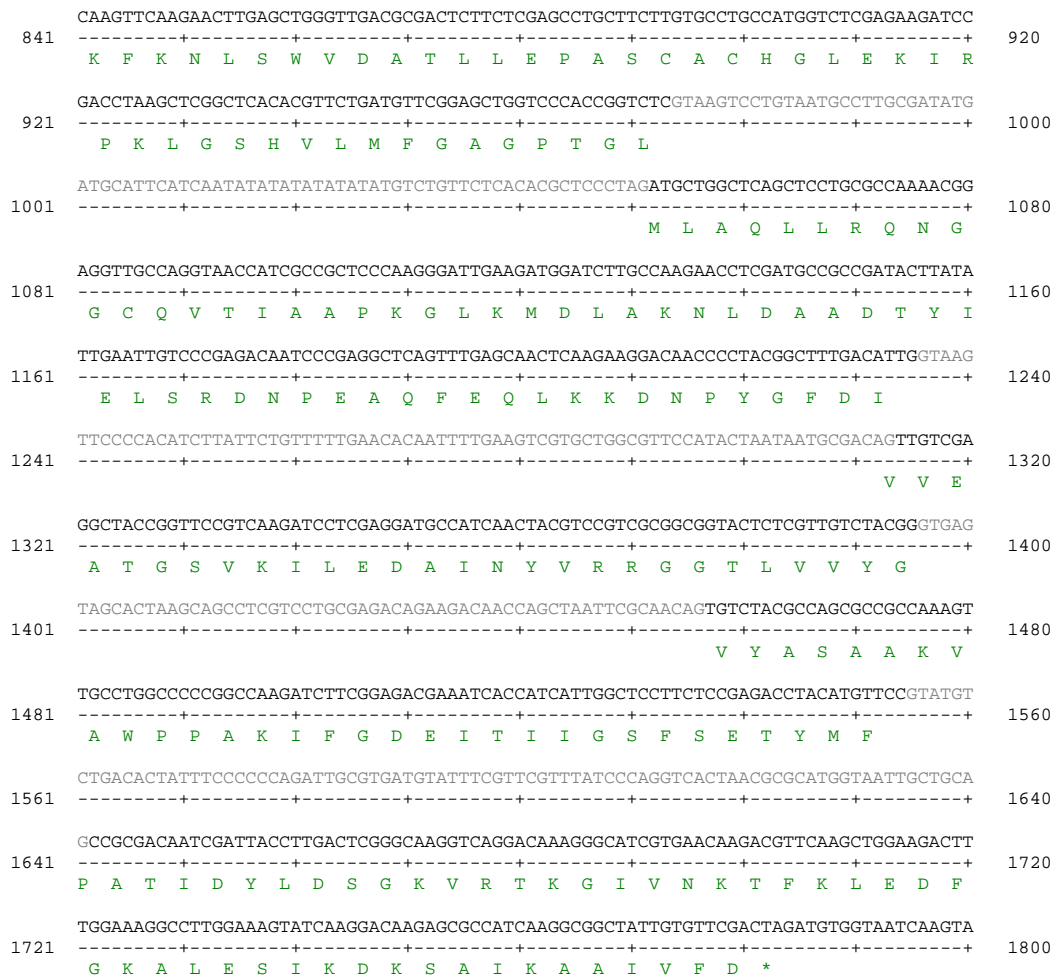 CAAGTTCAAGAACTTGAGCTGGGTTGACGCGACTCTTCTCGAGCCTGCTTCTTGTGCCTGCCATGGTCTCGAGAAGATCC
841 ---------+---------+---------+---------+---------+---------+---------+---------+ 920
K F K N L S W V D A T L L E P A S C A C H G L E K I R
GACCTAAGCTCGGCTCACACGTTCTGATGTTCGGAGCTGGTCCCACCGGTCTCGTAAGTCCTGTAATGCCTTGCGATATG
921 ---------+---------+---------+---------+---------+---------+---------+---------+ 1000
P K L G S H V L M F G A G P T G L
ATGCATTCATCAATATATATATATATATATGTCTGTTCTCACACGCTCCCTAGATGCTGGCTCAGCTCCTGCGCCAAAACGG
1001 ---------+---------+---------+---------+---------+---------+---------+---------+ 1080
M L A Q L L R Q N G
AGGTTGCCAGGTAACCATCGCCGCTCCCAAGGGATTGAAGATGGATCTTGCCAAGAACCTCGATGCCGCCGATACTTATA
1081 ---------+---------+---------+---------+---------+---------+---------+---------+ 1160
G C Q V T I A A P K G L K M D L A K N L D A A D T Y I
TTGAATTGTCCCGAGACAATCCCGAGGCTCAGTTTGAGCAACTCAAGAAGGACAACCCCTACGGCTTTGACATTGGTAAG
1161 ---------+---------+---------+---------+---------+---------+---------+---------+ 1240
E L S R D N P E A Q F E Q L K K D N P Y G F D I
TTCCCCACATCTTATTCTGTTTTTGAACACAATTTTGAAGTCGTGCTGGCGTTCCATACTAATAATGCGACAGTTGTCGA
1241 ---------+---------+---------+---------+---------+---------+---------+---------+ 1320
V V E
GGCTACCGGTTCCGTCAAGATCCTCGAGGATGCCATCAACTACGTCCGTCGCGGCGGTACTCTCGTTGTCTACGGGTGAG
1321 ---------+---------+---------+---------+---------+---------+---------+---------+ 1400
A T G S V K I L E D A I N Y V R R G G T L V V Y G
TAGCACTAAGCAGCCTCGTCCTGCGAGACAGAAGACAACCAGCTAATTCGCAACAGTGTCTACGCCAGCGCCGCCAAAGT
1401 ---------+---------+---------+---------+---------+---------+---------+---------+ 1480
V Y A S A A K V
TGCCTGGCCCCCGGCCAAGATCTTCGGAGACGAAATCACCATCATTGGCTCCTTCTCCGAGACCTACATGTTCCGTATGT
1481 ---------+---------+---------+---------+---------+---------+---------+---------+ 1560
A W P P A K I F G D E I T I I G S F S E T Y M F
CTGACACTATTTCCCCCCAGATTGCGTGATGTATTTCGTTCGTTTATCCCAGGTCACTAACGCGCATGGTAATTGCTGCA
1561 ---------+---------+---------+---------+---------+---------+---------+---------+ 1640
GCCGCGACAATCGATTACCTTGACTCGGGCAAGGTCAGGACAAAGGGCATCGTGAACAAGACGTTCAAGCTGGAAGACTT
1641 ---------+---------+---------+---------+---------+---------+---------+---------+ 1720
P A T I D Y L D S G K V R T K G I V N K T F K L E D F
TGGAAAGGCCTTGGAAAGTATCAAGGACAAGAGCGCCATCAAGGCGGCTATTGTGTTCGACTAGATGTGGTAATCAAGTA
1721 ---------+---------+---------+---------+---------+---------+---------+---------+ 1800
G K A L E S I K D K S A I K A A I V F D *